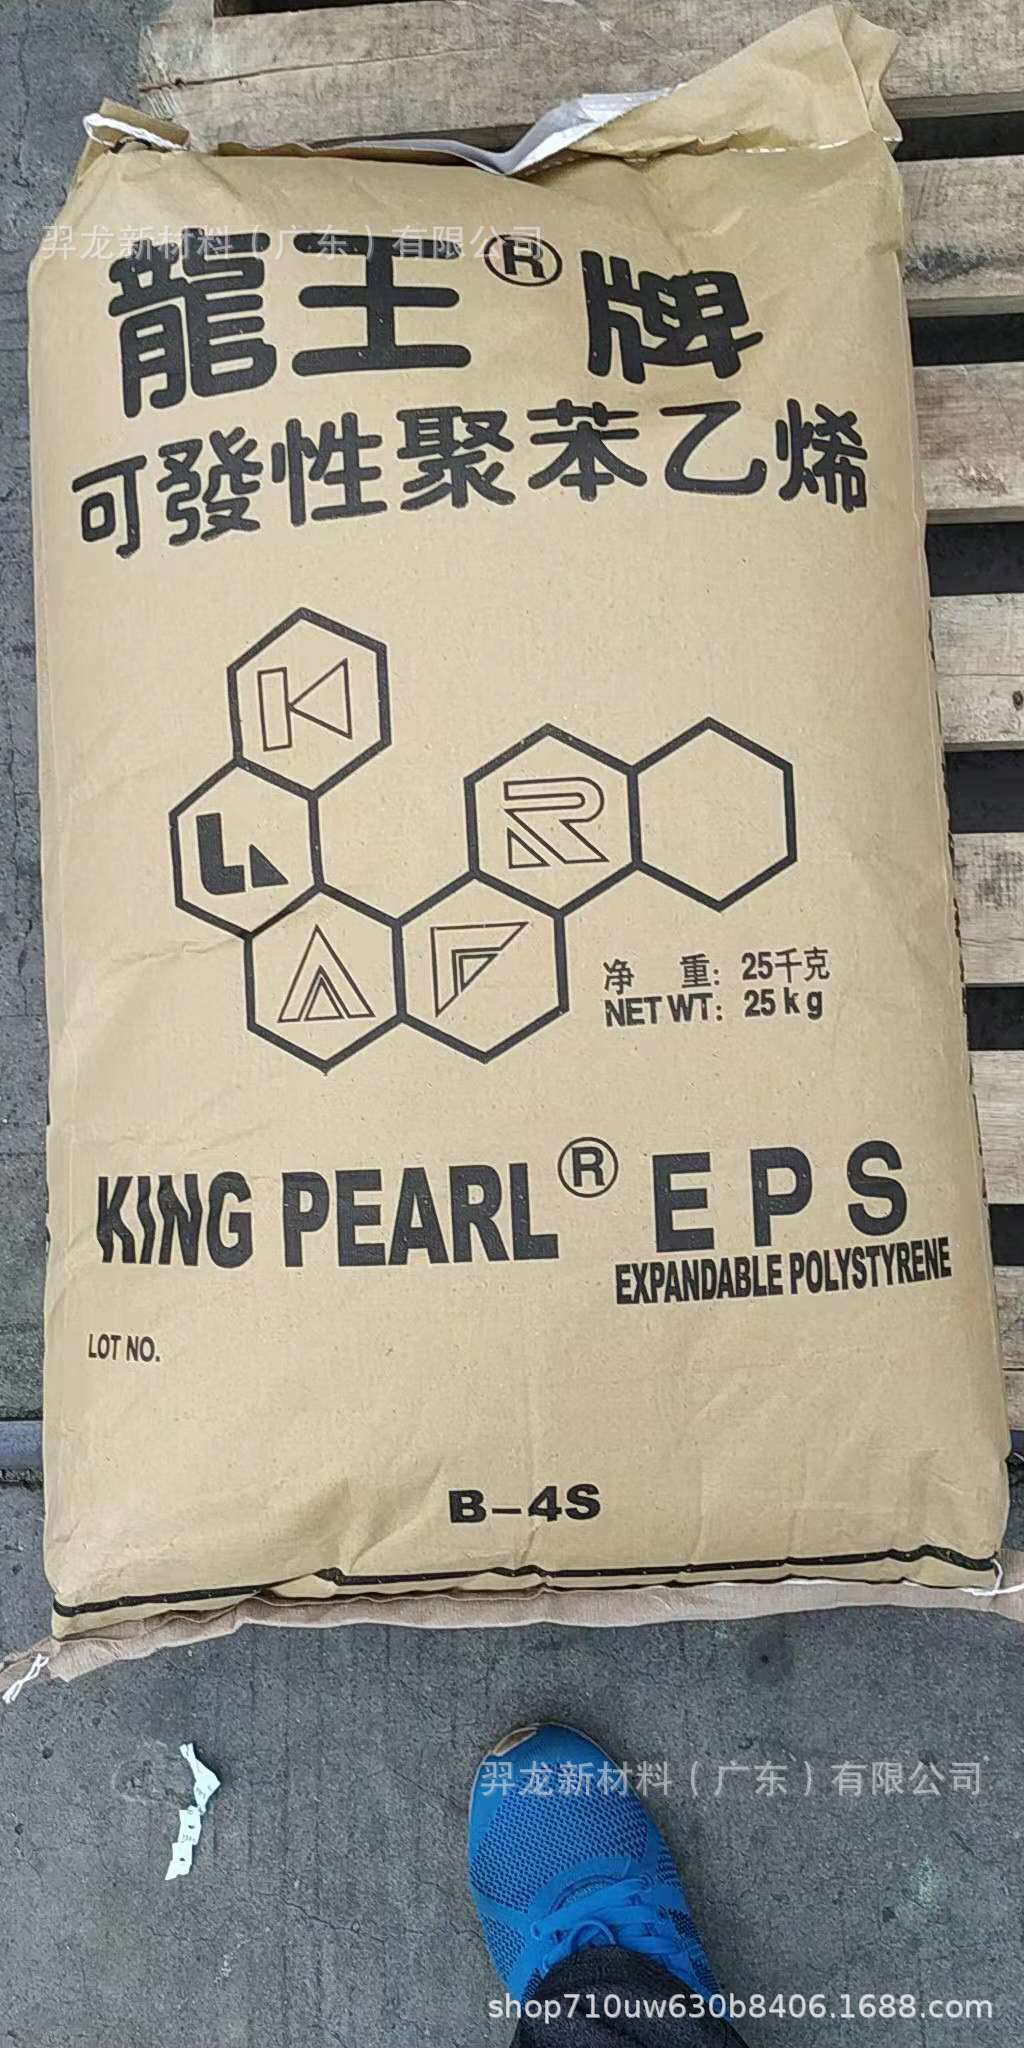 羿龙新材料（广东）有限公司
龍王®牌
可發性聚苯乙烯
K
L
A
F
R
净 重: 25千克
NET WT: 25kg
KING PEARL® EPS
EXPANDABLE POLYSTYRENE
LOT NO.
B-4S
羿龙新材料（广东）有限公司
shop710uw630b8406.1688.com